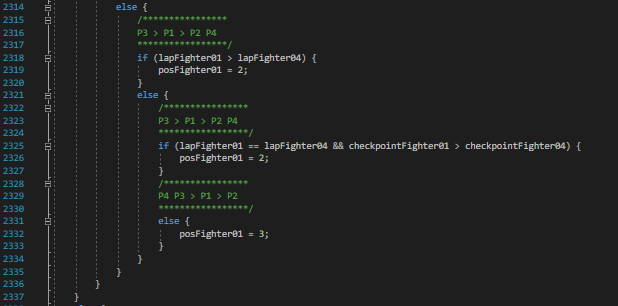 2314 else {
2315 /****************
2316 P3 > P1 > P2 P4
2317 *****************/
2318 if (lapFighter01 > lapFighter04) {
2319 posFighter01 = 2;
2320 }
2321 else {
2322 /****************
2323 P3 > P1 > P2 P4
2324 *****************/
2325 if (lapFighter01 == lapFighter04 && checkpointFighter01 > checkpointFighter04) {
2326 posFighter01 = 2;
2327 }
2328 /****************
2329 P4 P3 > P1 > P2
2330 *****************/
2331 else {
2332 posFighter01 = 3;
2333 }
2334 }
2335 }
2336 }
2337 }